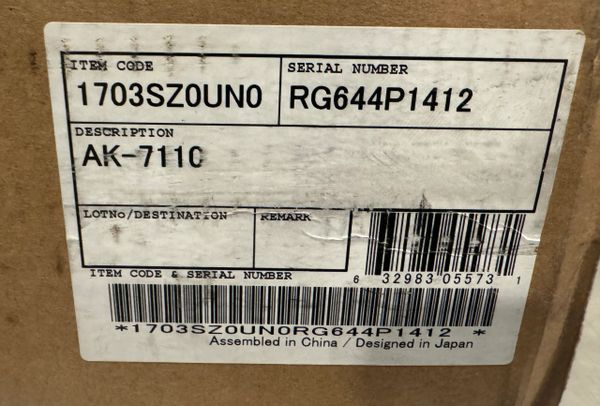 ITEM CODE
SERIAL NUMBER
1703SZ0UN0
RG644P1412
DESCRIPTION
AK-7110
LOTNo/DESTINATION
REMARK
6 32983 05573 1
ITEM CODE & SERIAL NUMBER
*1703SZ0UN0RG644P1412 *
Assembled in China / Designed in Japan